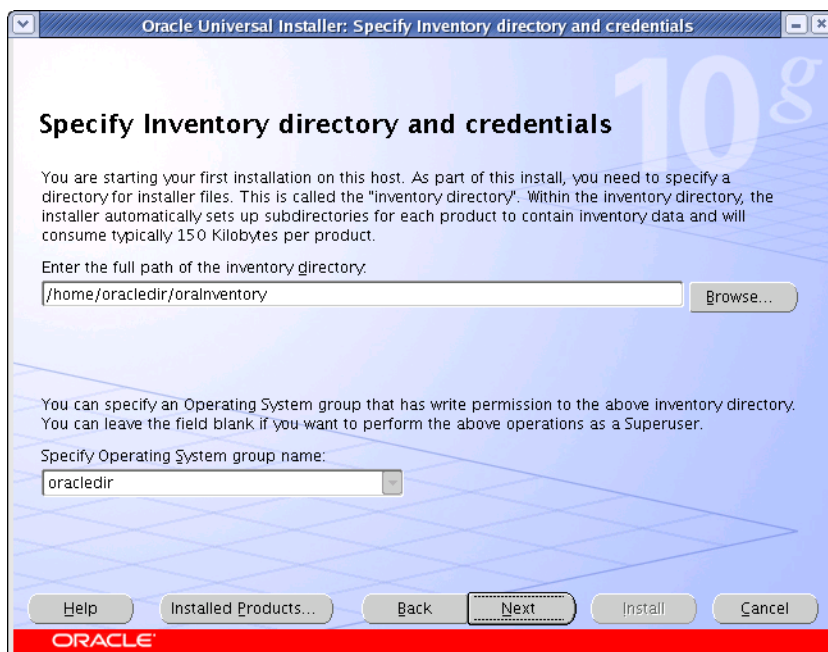 Oracle Universal Installer: Specify Inventory directory and credentials
10g
Specify Inventory directory and credentials
You are starting your first installation on this host. As part of this install, you need to specify a
directory for installer files. This is called the "inventory directory". Within the inventory directory, the
installer automatically sets up subdirectories for each product to contain inventory data and will
consume typically 150 Kilobytes per product.
Enter the full path of the inventory directory:
/home/oracledir/oraInventory
Browse...
You can specify an Operating System group that has write permission to the above inventory directory.
You can leave the field blank if you want to perform the above operations as a Superuser.
Specify Operating System group name:
oracledir
Help Installed Products... Back Next Install Cancel
ORACLE